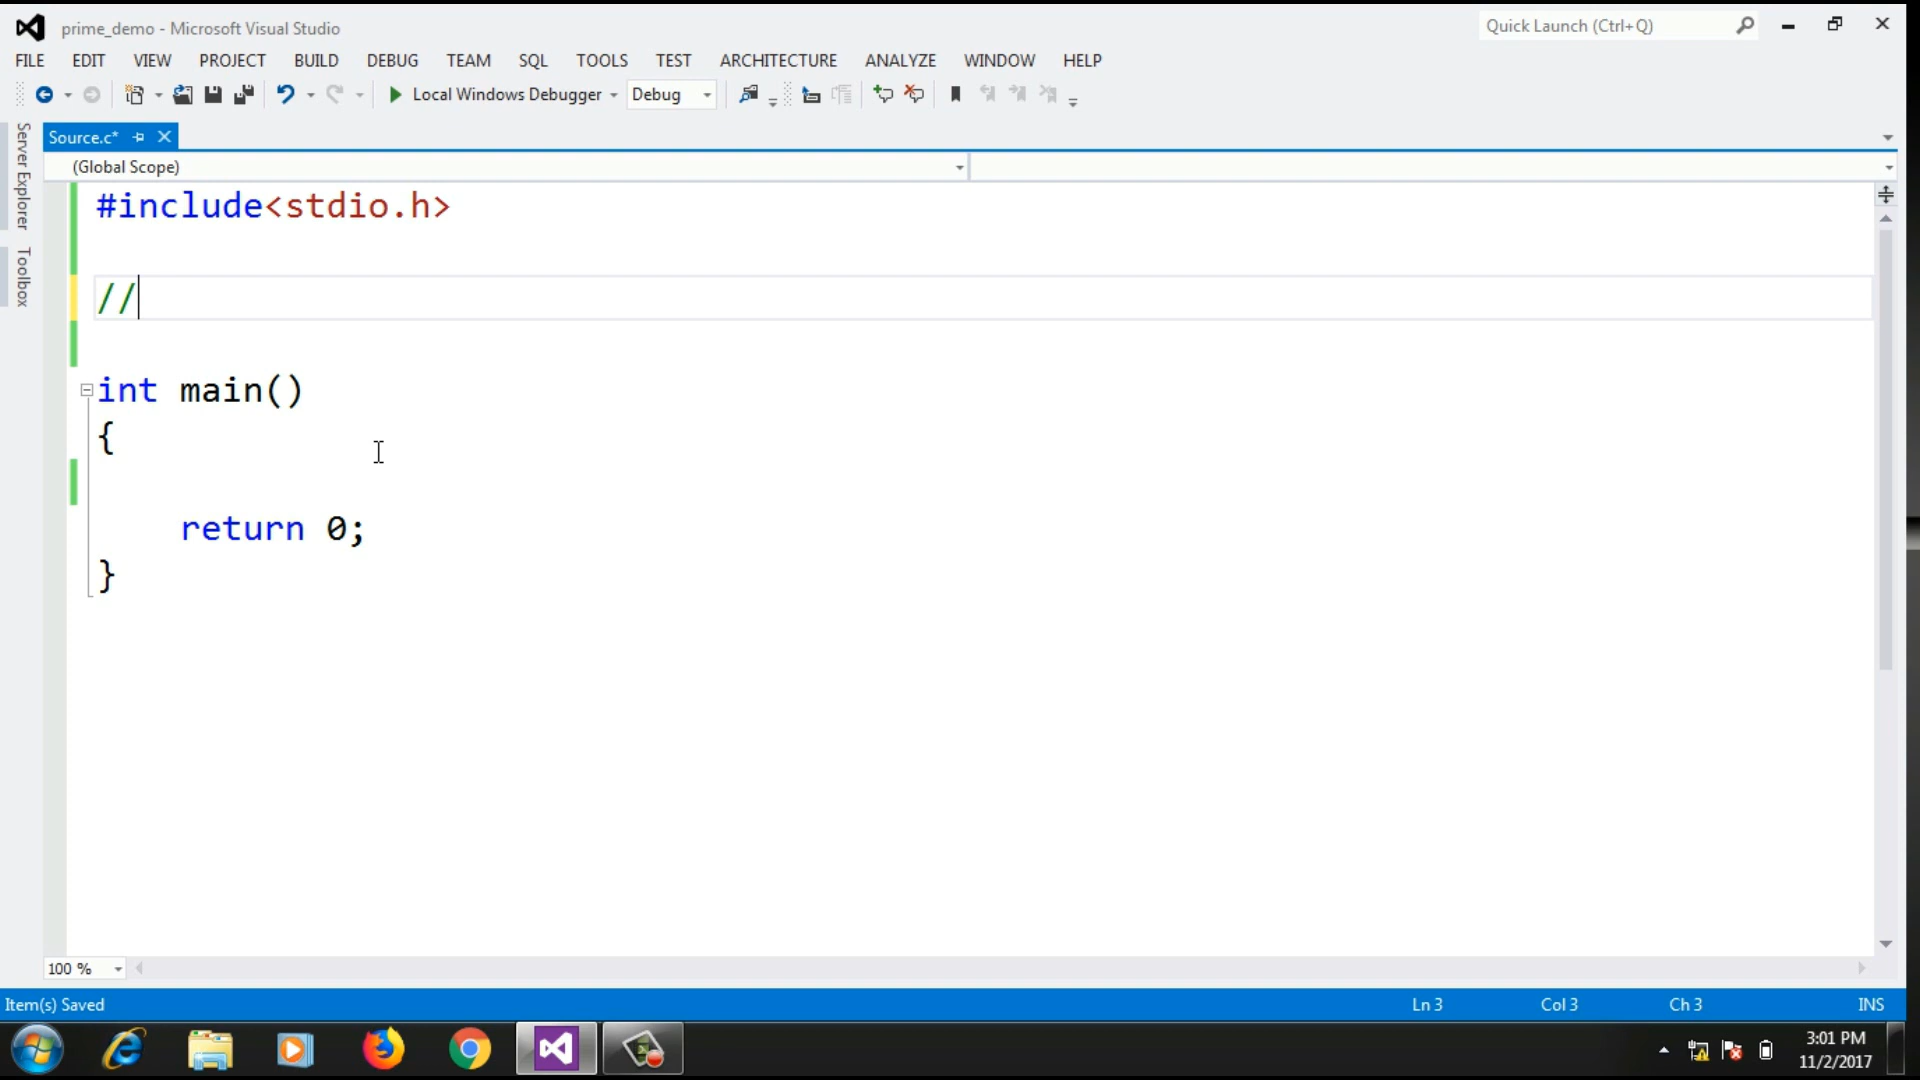 prime_demo - Microsoft Visual Studio
Quick Launch (Ctrl+Q)
FILE EDIT VIEW PROJECT BUILD DEBUG TEAM SQL TOOLS TEST ARCHITECTURE ANALYZE WINDOW HELP
Local Windows Debugger Debug
Server Explorer
Toolbox
Source.c*
(Global Scope)
#include<stdio.h>
//
int main()
{
return 0;
}
100 %
Item(s) Saved Ln 3 Col 3 Ch 3 INS
3:01 PM
11/2/2017